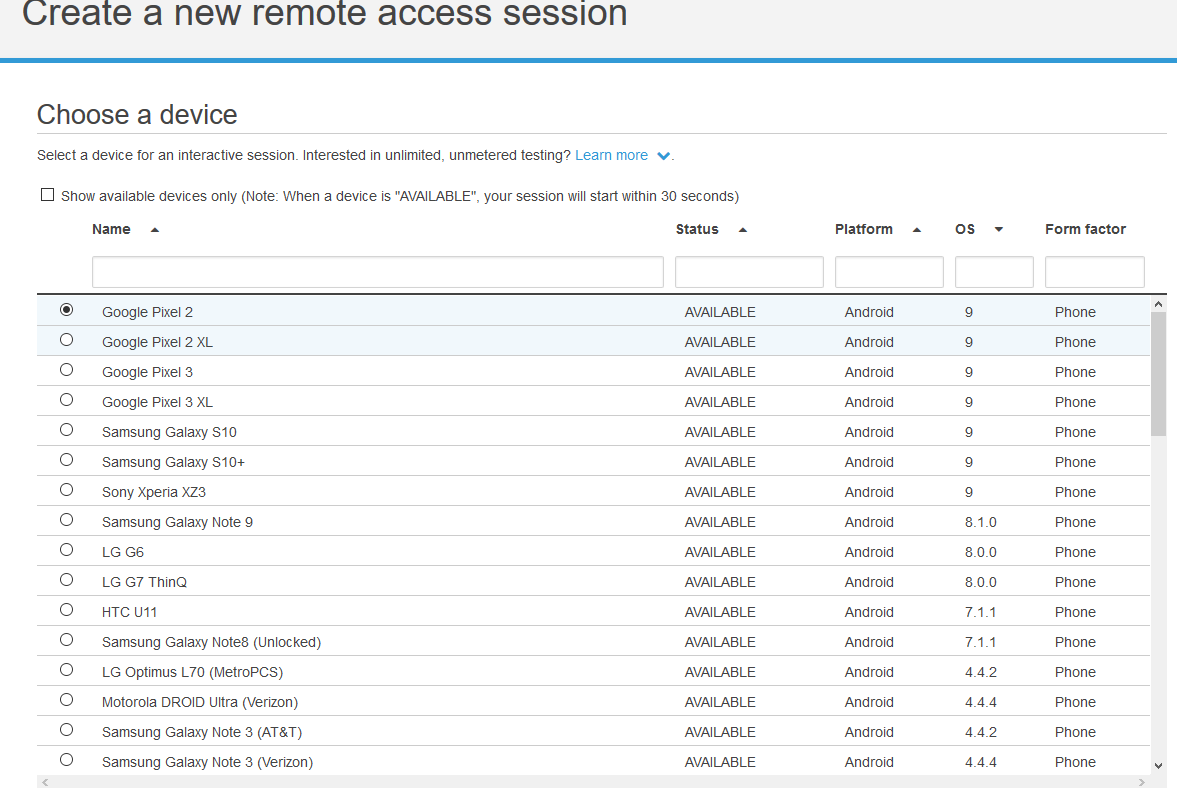 Create a new remote access session
Choose a device
Select a device for an interactive session. Interested in unlimited, unmetered testing? Learn more .
Show available devices only (Note: When a device is "AVAILABLE", your session will start within 30 seconds)
Name Status Platform OS Form factor
Google Pixel 2 AVAILABLE Android 9 Phone
Google Pixel 2 XL AVAILABLE Android 9 Phone
Google Pixel 3 AVAILABLE Android 9 Phone
Google Pixel 3 XL AVAILABLE Android 9 Phone
Samsung Galaxy S10 AVAILABLE Android 9 Phone
Samsung Galaxy S10+ AVAILABLE Android 9 Phone
Sony Xperia XZ3 AVAILABLE Android 9 Phone
Samsung Galaxy Note 9 AVAILABLE Android 8.1.0 Phone
LG G6 AVAILABLE Android 8.0.0 Phone
LG G7 ThinQ AVAILABLE Android 8.0.0 Phone
HTC U11 AVAILABLE Android 7.1.1 Phone
Samsung Galaxy Note8 (Unlocked) AVAILABLE Android 7.1.1 Phone
LG Optimus L70 (MetroPCS) AVAILABLE Android 4.4.2 Phone
Motorola DROID Ultra (Verizon) AVAILABLE Android 4.4.4 Phone
Samsung Galaxy Note 3 (AT&T) AVAILABLE Android 4.4.2 Phone
Samsung Galaxy Note 3 (Verizon) AVAILABLE Android 4.4.4 Phone